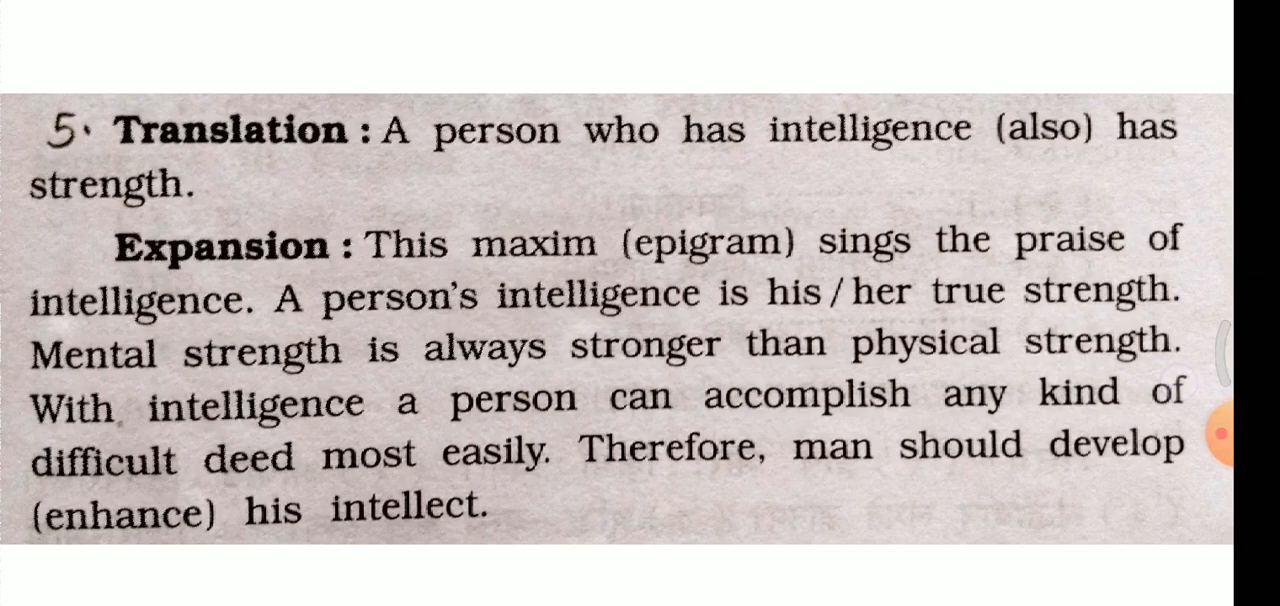 5. Translation : A person who has intelligence (also) has
strength.
Expansion : This maxim (epigram) sings the praise of
intelligence. A person's intelligence is his / her true strength.
Mental strength is always stronger than physical strength.
With intelligence a person can accomplish any kind of
difficult deed most easily. Therefore, man should develop
(enhance) his intellect.